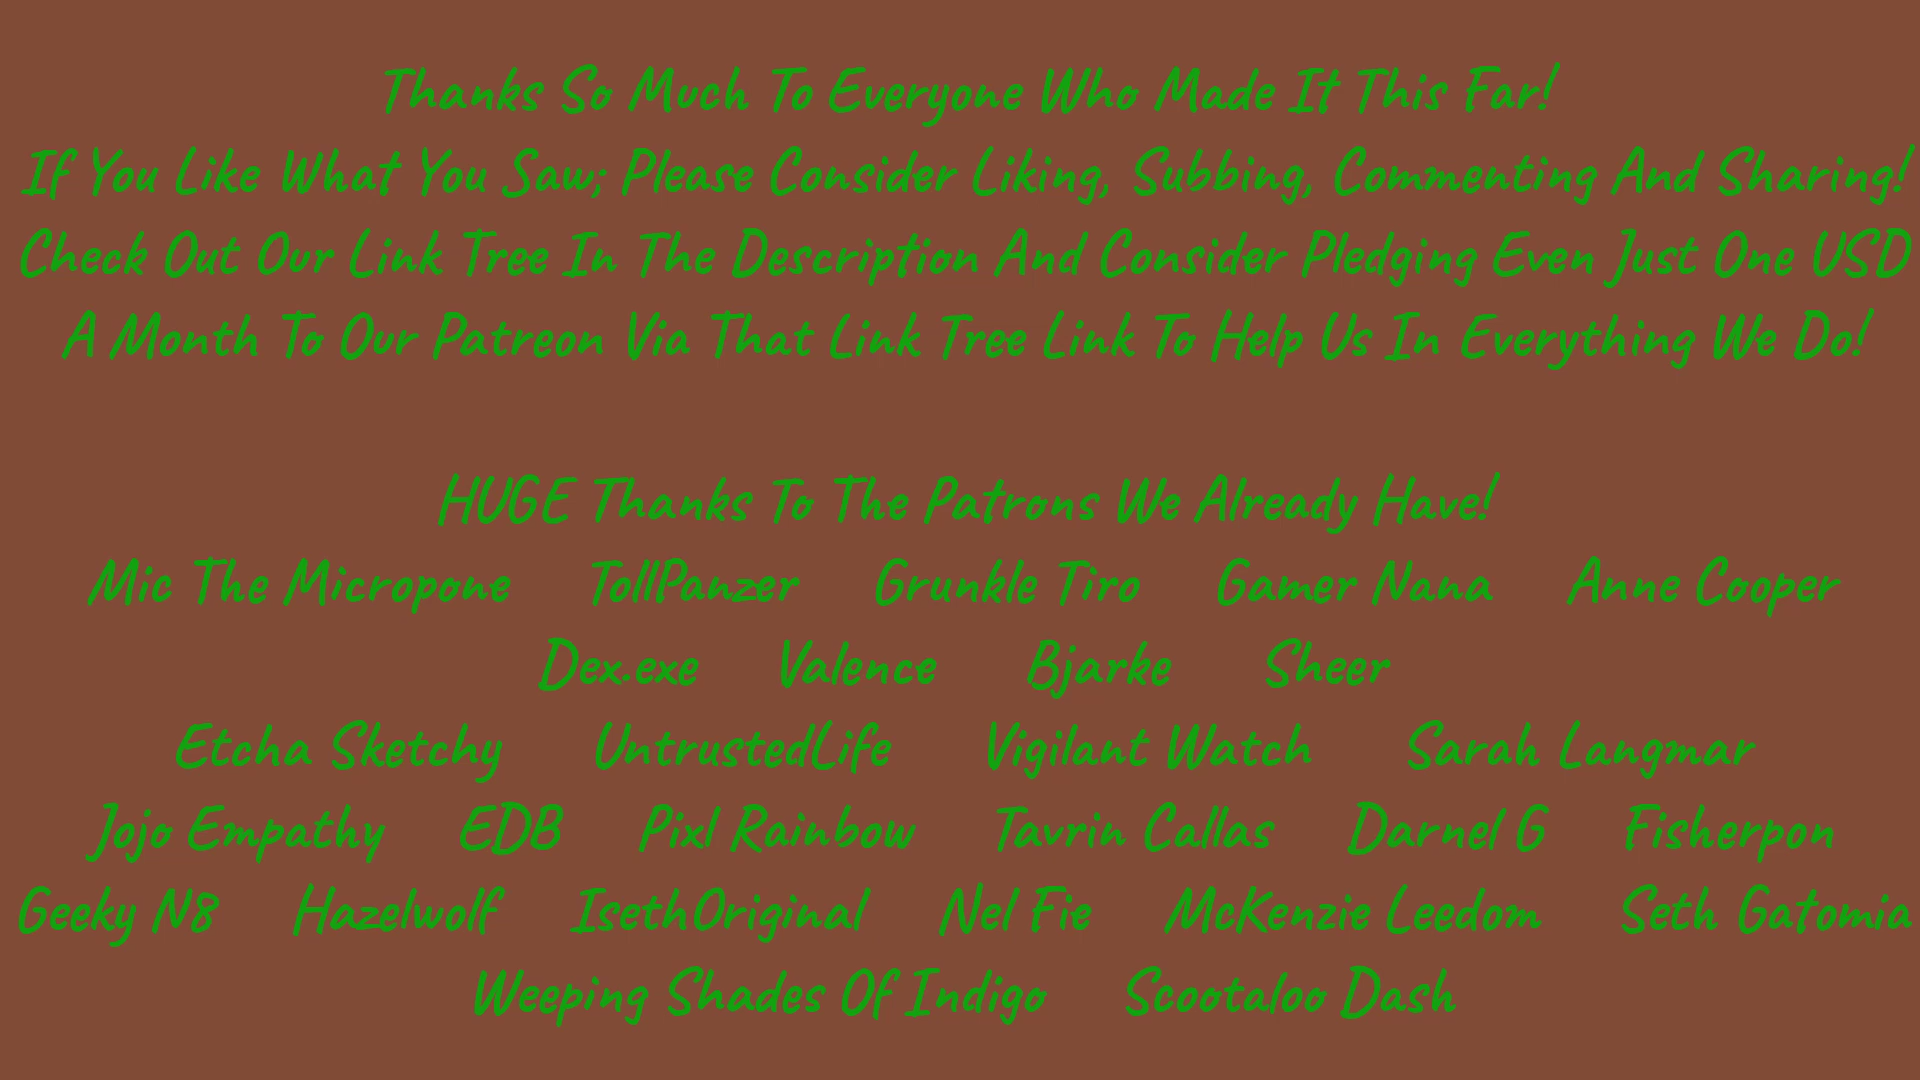 Thanks So Much To Everyone Who Made It This Far!
If You Like What You Saw; Please Consider Liking, Subbing, Commenting And Sharing!
Check Out Our Link Tree In The Description And Consider Pledging Even Just One USD
A Month To Our Patreon Via That Link Tree Link To Help Us In Everything We Do!
HUGE Thanks To The Patrons We Already Have!
Mic The Micropone TollPanzer Grunkle Tiro Gamer Nana Anne Cooper
Dex.exe Valence Bjarke Sheer
Etcha Sketchy UntrustedLife Vigilant Watch Sarah Langmar
Jojo Empathy EDB Pixl Rainbow Tavrin Callas Darnel G Fisherpon
Geeky N8 Hazelwolf IsethOriginal Nel Fie McKenzie Leedom Seth Gatomia
Weeping Shades Of Indigo Scootaloo Dash